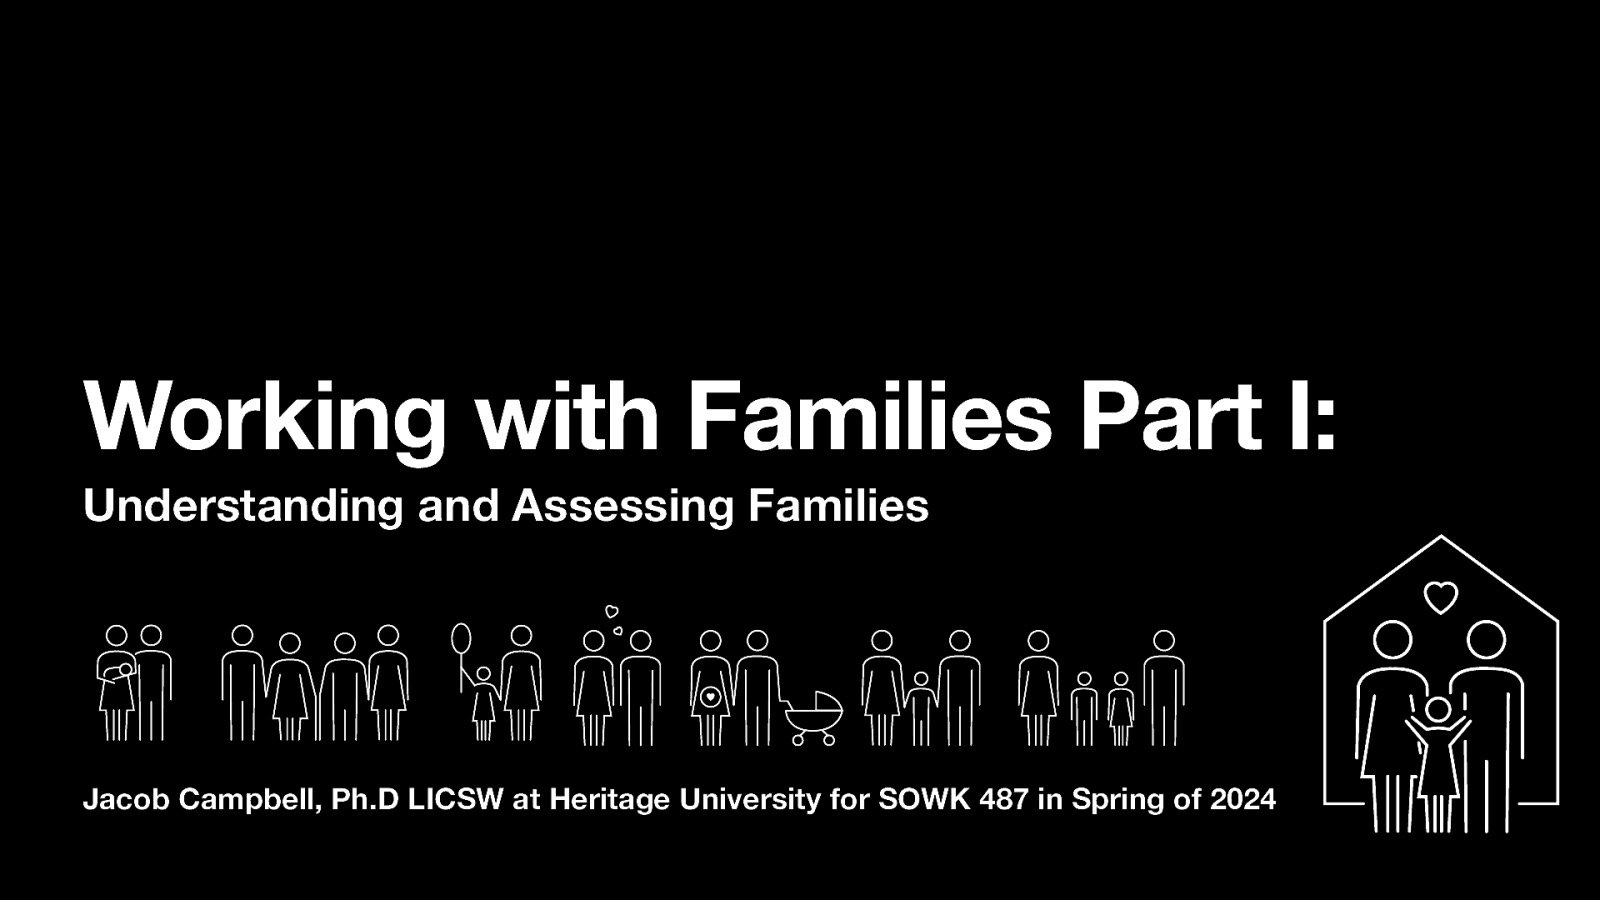 Working with Families Part I:
Understanding and Assessing Families
Jacob Campbell, Ph.D LICSW at Heritage University for SOWK 487 in Spring of 2024